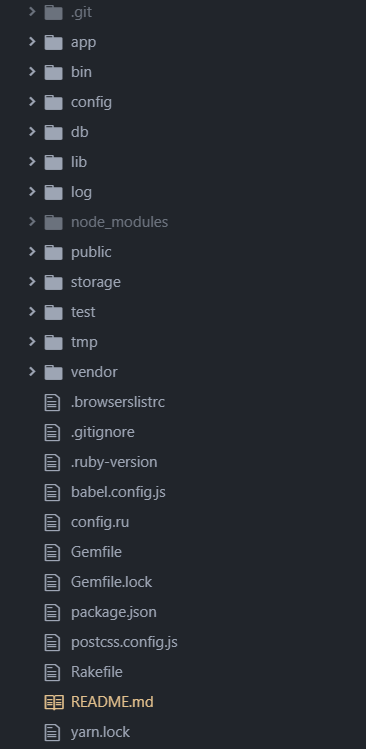 .git
app
bin
config
db
lib
log
node_modules
public
storage
test
tmp
vendor
.browserslistrc
.gitignore
.ruby-version
babel.config.js
config.ru
Gemfile
Gemfile.lock
package.json
postcss.config.js
Rakefile
README.md
yarn.lock